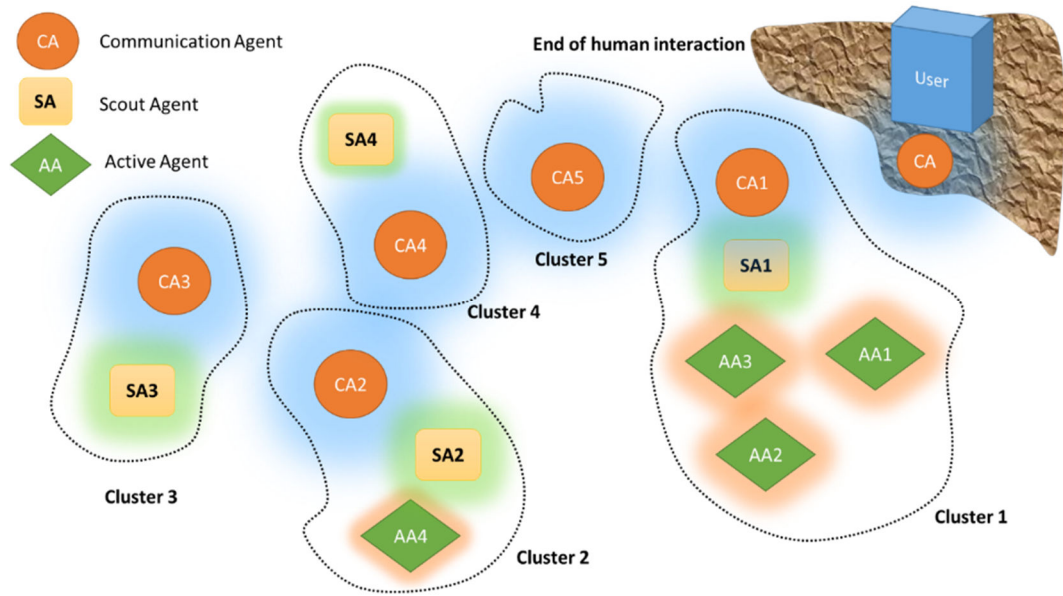 CA Communication Agent
SA Scout Agent
AA Active Agent
End of human interaction
User
CA
SA4
CA4
Cluster 4
CA5
Cluster 5
CA1
SA1
AA3
AA1
AA2
Cluster 1
CA3
SA3
Cluster 3
CA2
SA2
AA4
Cluster 2